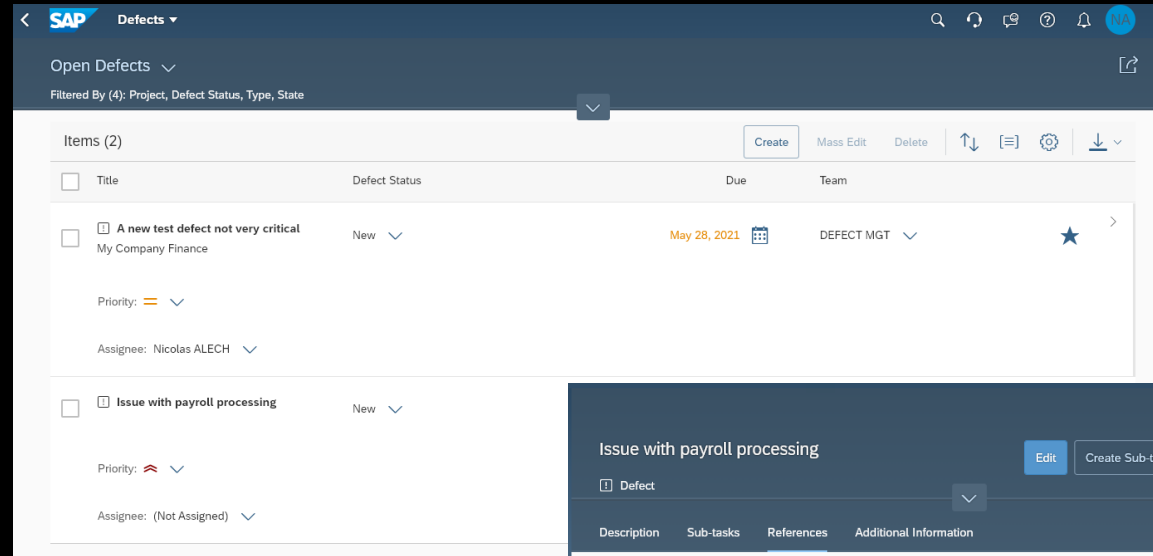 SAP Defects
NA
Open Defects
Filtered By (4): Project, Defect Status, Type, State
Items (2) Create Mass Edit Delete
Title Defect Status Due Team
A new test defect not very critical
My Company Finance
New May 28, 2021 DEFECT MGT
Priority:
Assignee: Nicolas ALECH
Issue with payroll processing
New
Priority:
Assignee: (Not Assigned)
Issue with payroll processing
Edit Create Sub-t
Defect
Description Sub-tasks References Additional Information